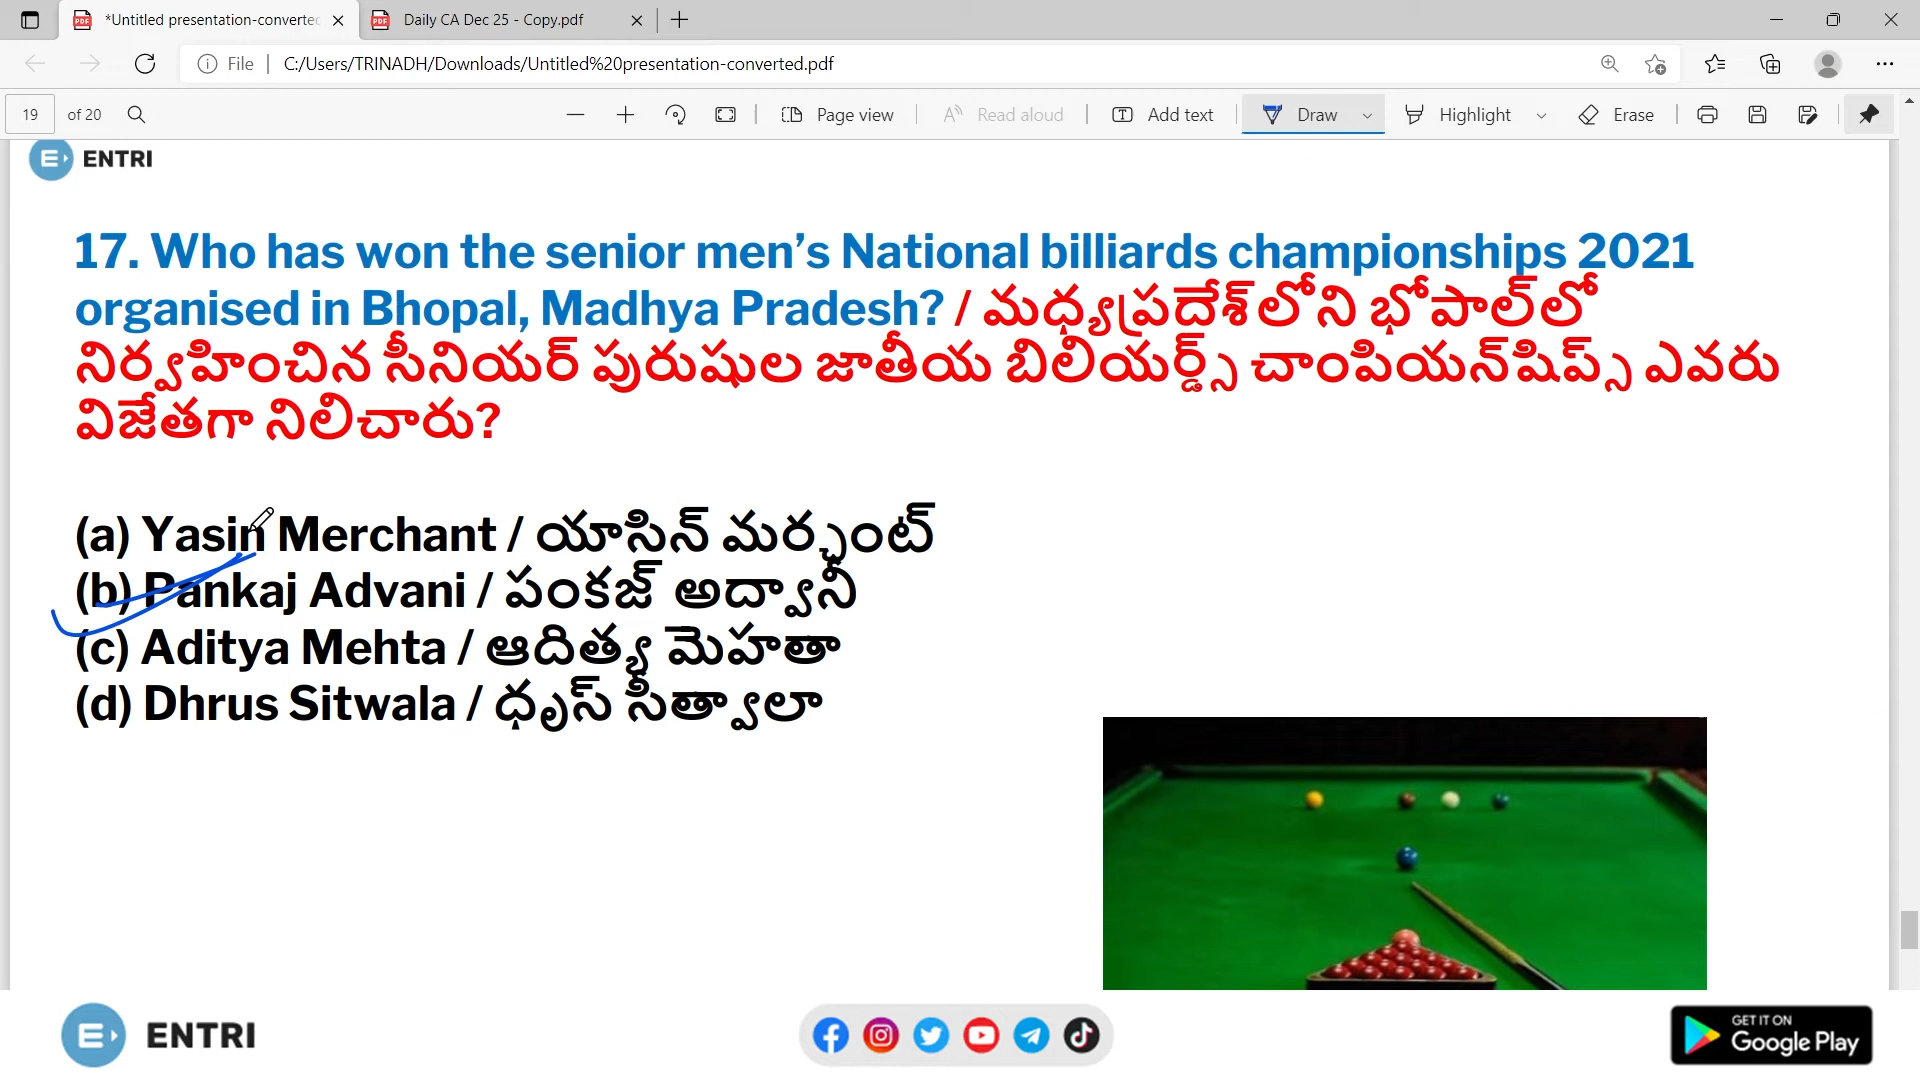 *Untitled presentation-converted
Daily CA Dec 25 - Copy.pdf
File
C:/Users/TRINADH/Downloads/Untitled%20presentation-converted.pdf
19 of 20
Page view
Read aloud
Add text
Draw
Highlight
Erase
ENTRI
17. Who has won the senior men’s National billiards championships 2021
organised in Bhopal, Madhya Pradesh? / మధ్యప్రదేశ్‌లోని భోపాల్‌లో
నిర్వహించిన సీనియర్ పురుషుల జాతీయ బిలియర్డ్స్ చాంపియన్‌షిప్స్ ఎవరు
విజేతగా నిలిచారు?
(a) Yasin Merchant / యాసిన్ మర్ఛంట్
(b) Pankaj Advani / పంకజ్ అద్వానీ
(c) Aditya Mehta / ఆదిత్య మెహతా
(d) Dhrus Sitwala / ధృస్ సీత్వాలా
ENTRI
GET IT ON
Google Play